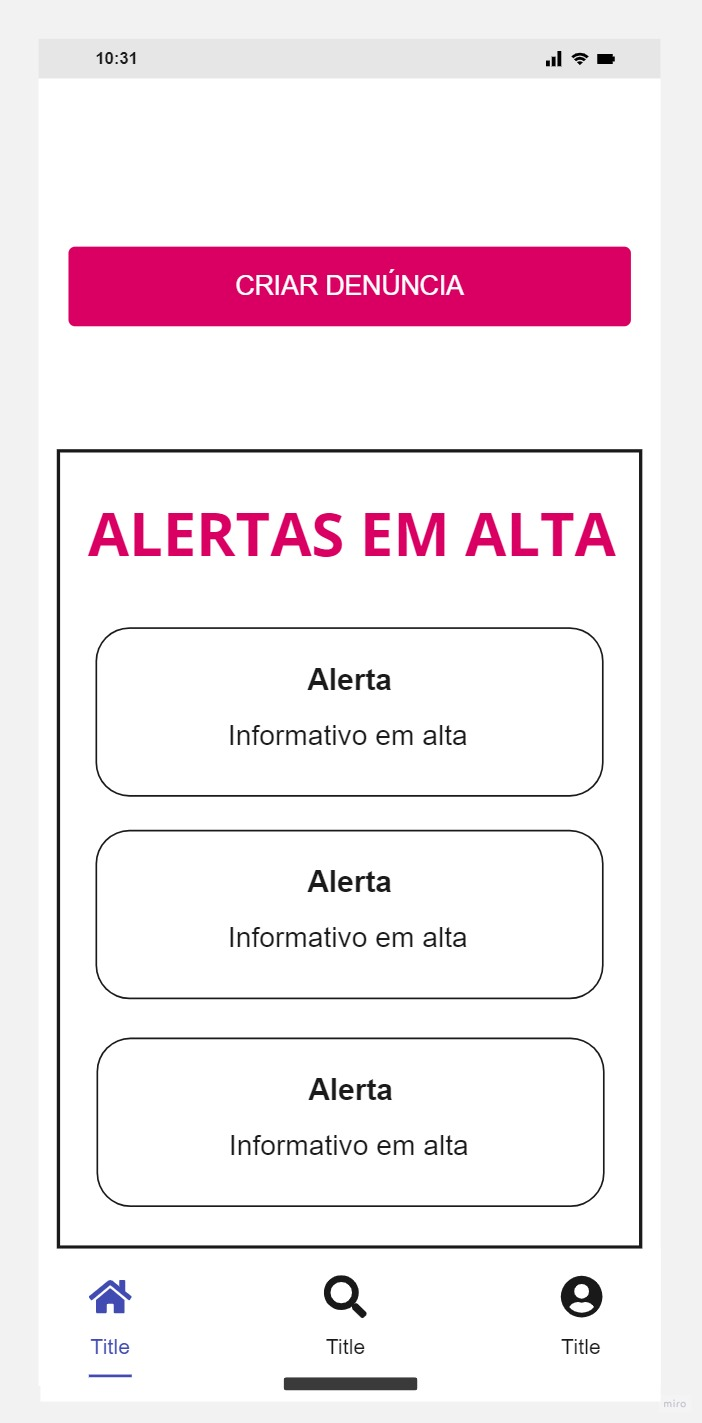 10:31
CRIAR DENÚNCIA
ALERTAS EM ALTA
Alerta
Informativo em alta
Alerta
Informativo em alta
Alerta
Informativo em alta
Title Title Title
miro